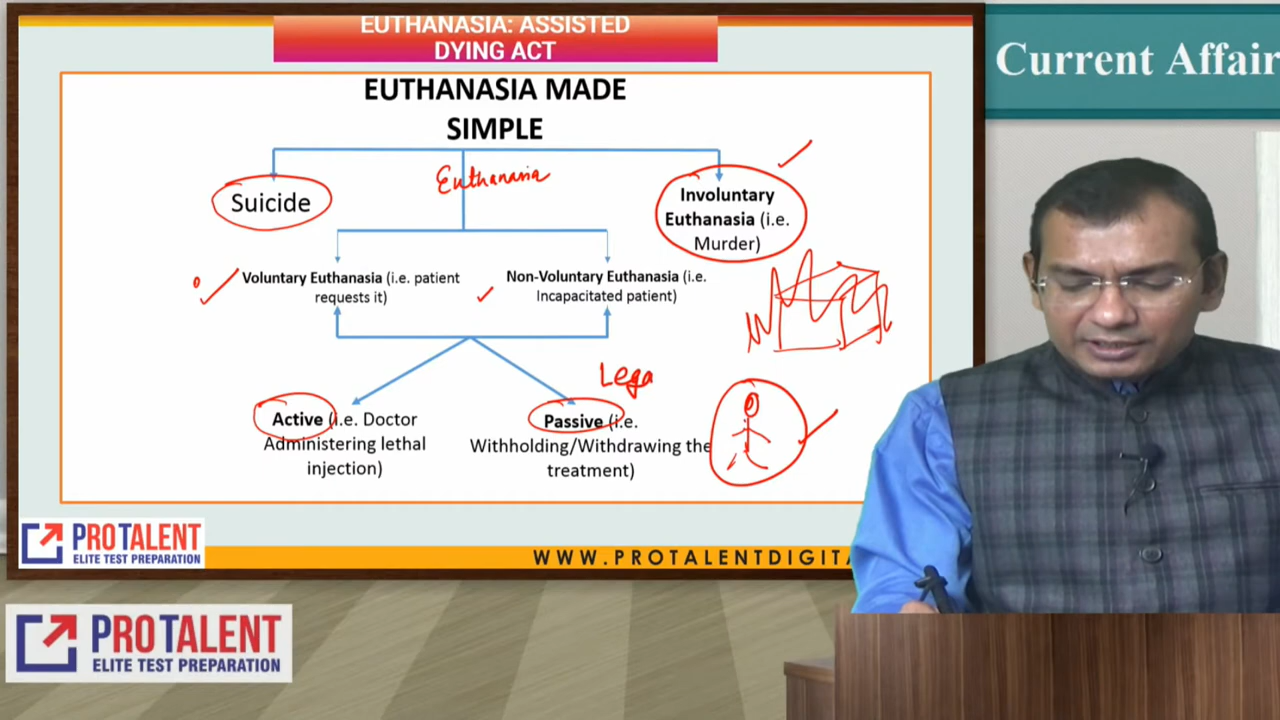 EUTHANASIA: ASSISTED
DYING ACT
Current Affair
EUTHANASIA MADE
SIMPLE
Euthanasia
Suicide
Involuntary
Euthanasia (i.e.
Murder)
Voluntary Euthanasia (i.e. patient
requests it)
Non-Voluntary Euthanasia (i.e.
Incapacitated patient)
Lega
Active (i.e. Doctor
Administering lethal
injection)
Passive (i.e.
Withholding/Withdrawing the
treatment)
PROTALENT
ELITE TEST PREPARATION
WWW.PROTALENTDIGITA
PROTALENT
ELITE TEST PREPARATION